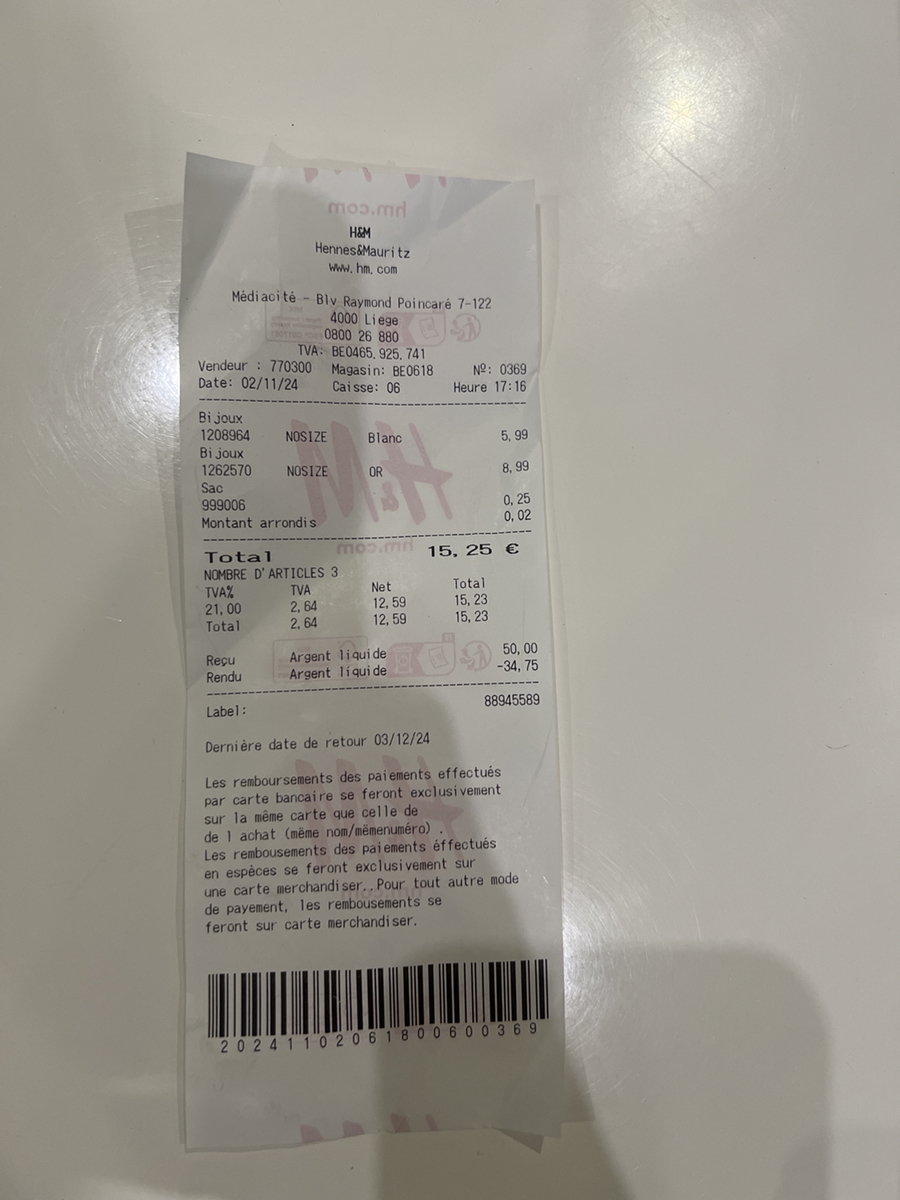 hm.com
H&M
Hennes&Mauritz
www.hm.com
Médiacité - Blv Raymond Poincaré 7-122
4000 Liege
0800 26 880
TVA: BE0465.925.741
Vendeur : 770300 Magasin: BE0618 Nº: 0369
Date: 02/11/24 Caisse: 06 Heure 17:16
Bijoux
1208964 NOSIZE Blanc 5,99
Bijoux
1262570 NOSIZE OR 8,99
Sac
999006 0,25
Montant arrondis 0,02
H&M
hm.com
Total 15,25 €
NOMBRE D'ARTICLES 3
TVA% TVA Net Total
21,00 2,64 12,59 15,23
Total 2,64 12,59 15,23
Reçu Argent liquide 50,00
Rendu Argent liquide -34,75
Label: 88945589
Dernière date de retour 03/12/24
Les remboursements des paiements effectués
par carte bancaire se feront exclusivement
sur la même carte que celle de
de l achat (même nom/mêmenuméro) .
Les rembousements des paiements éffectués
en espèces se feront exclusivement sur
une carte merchandiser..Pour tout autre mode
de payement, les rembousements se
feront sur carte merchandiser.
20241102061800600369